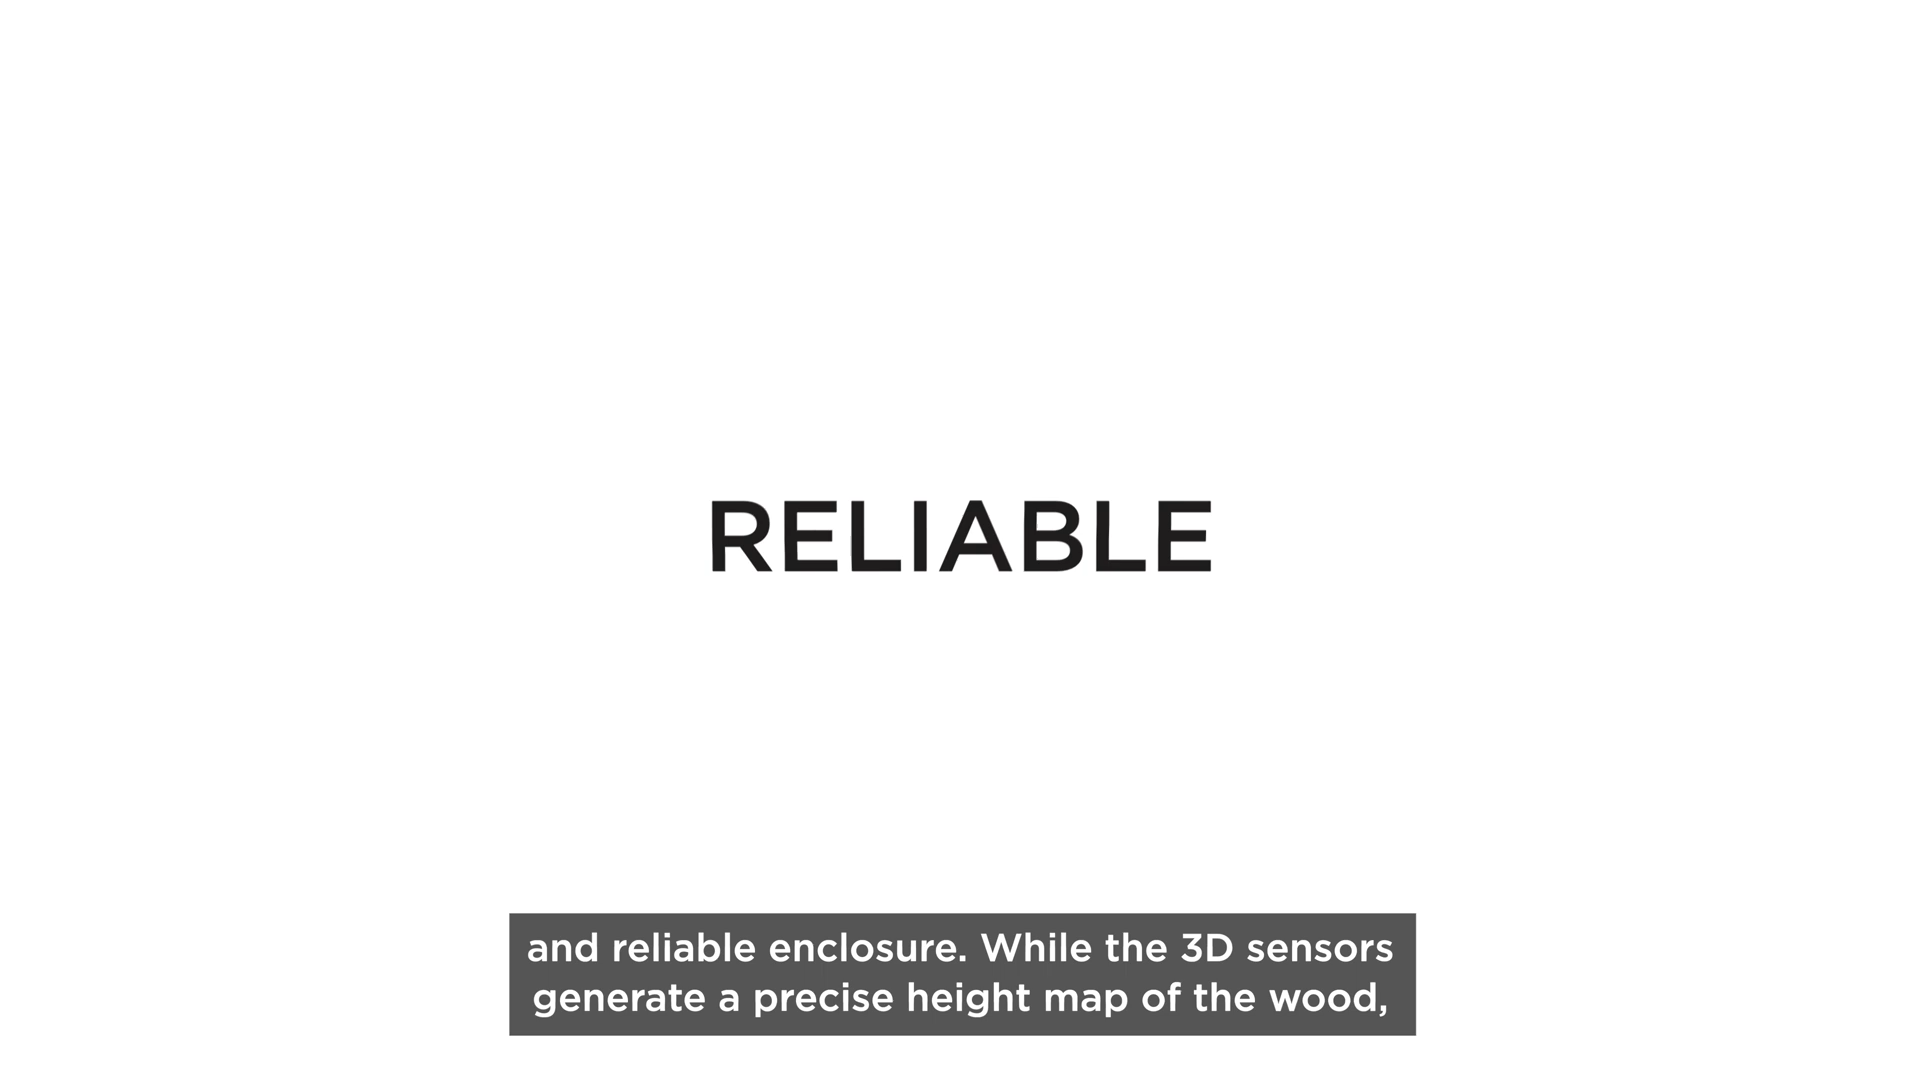 RELIABLE
and reliable enclosure. While the 3D sensors
generate a precise height map of the wood,